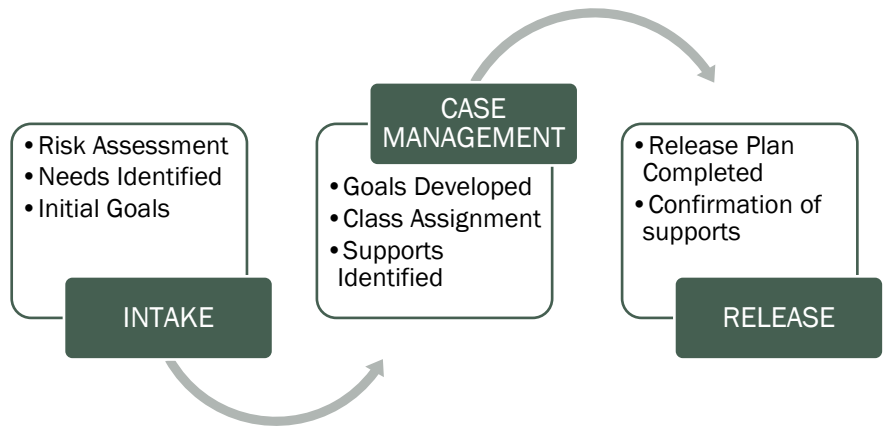 • Risk Assessment
• Needs Identified
• Initial Goals
INTAKE
CASE
MANAGEMENT
• Goals Developed
• Class Assignment
• Supports
Identified
• Release Plan
Completed
• Confirmation of
supports
RELEASE